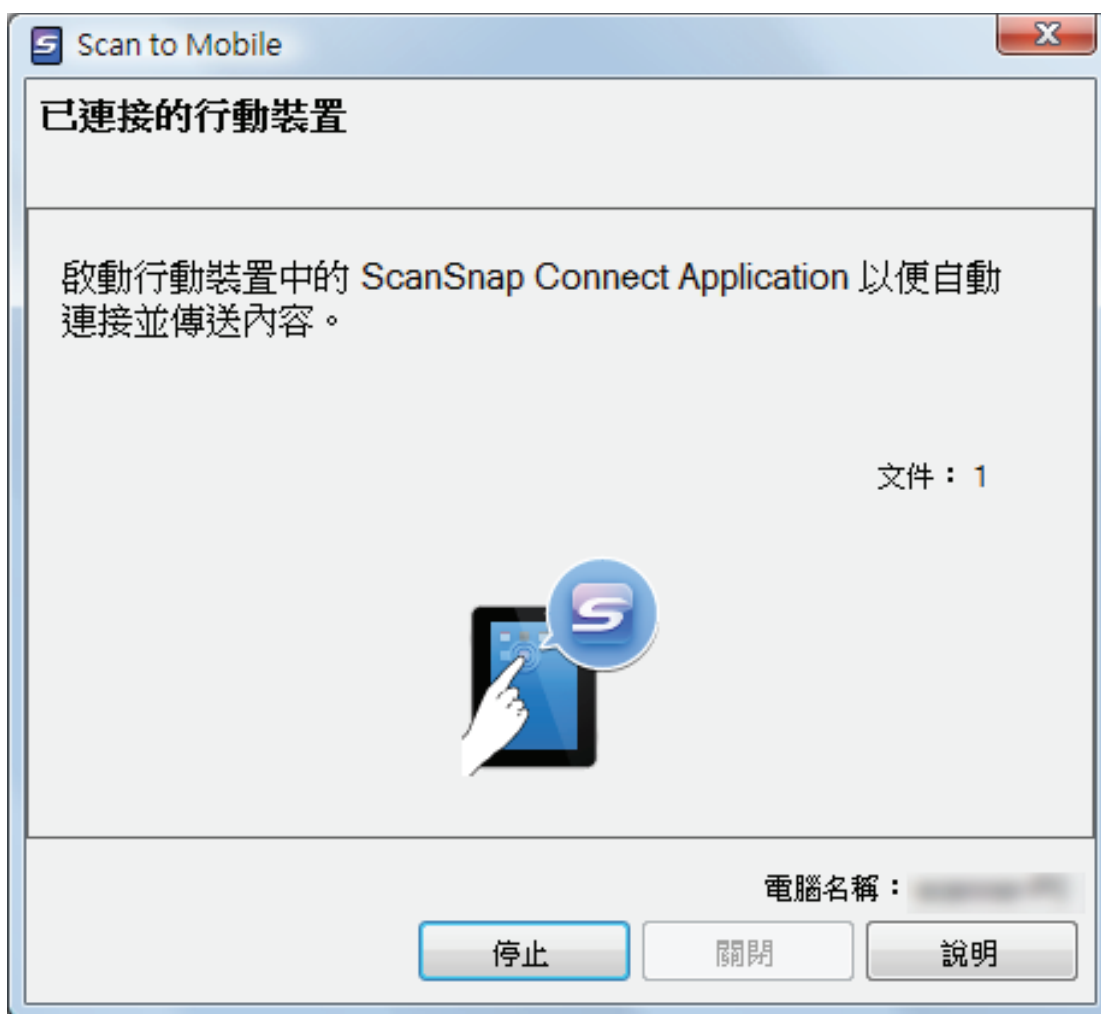 Scan to Mobile
已連接的行動裝置
啟動行動裝置中的 ScanSnap Connect Application 以便自動
連接並傳送內容。
文件：1
電腦名稱：
停止
關閉
說明